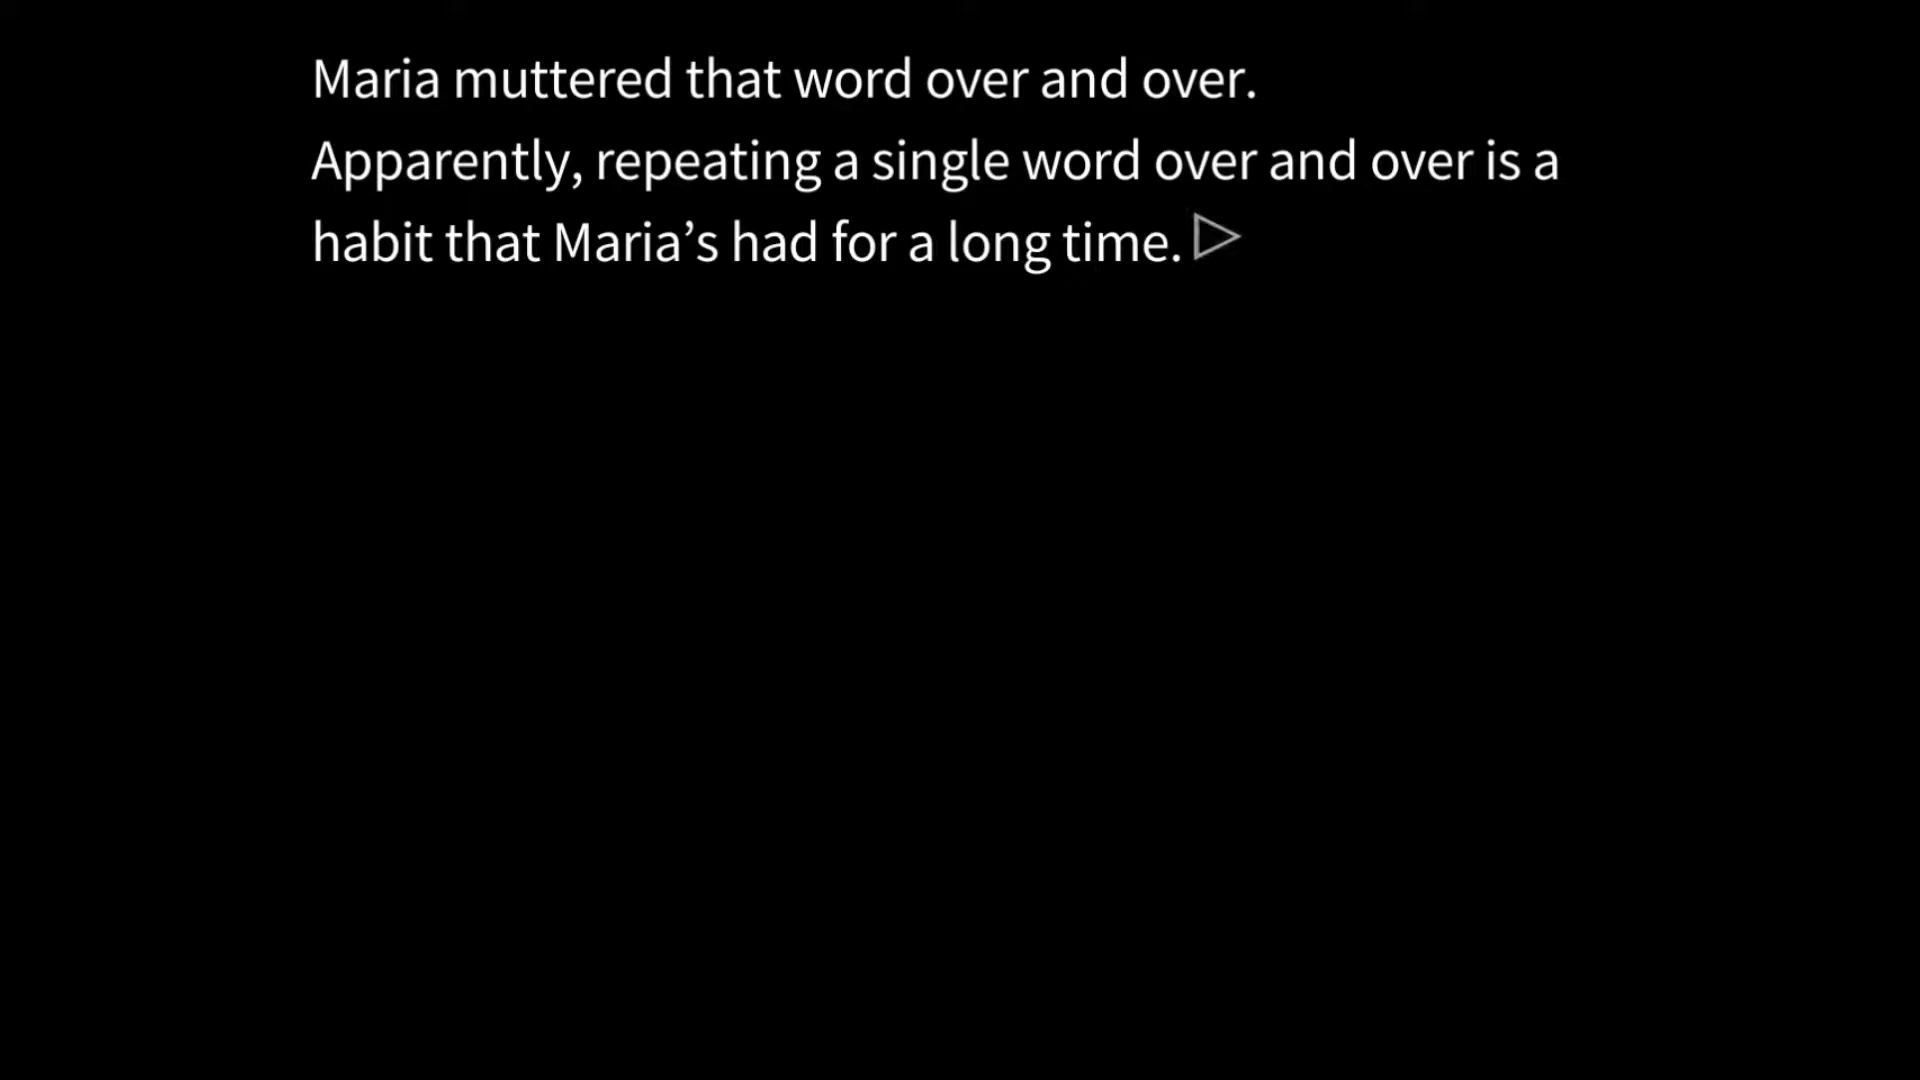 Maria muttered that word over and over.
Apparently, repeating a single word over and over is a
habit that Maria’s had for a long time.